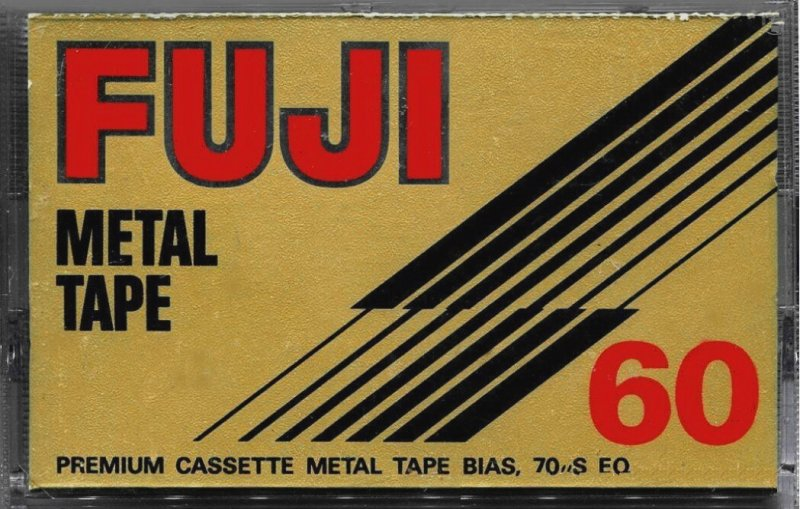 FUJI
METAL
TAPE
60
PREMIUM CASSETTE METAL TAPE BIAS, 70µS EQ